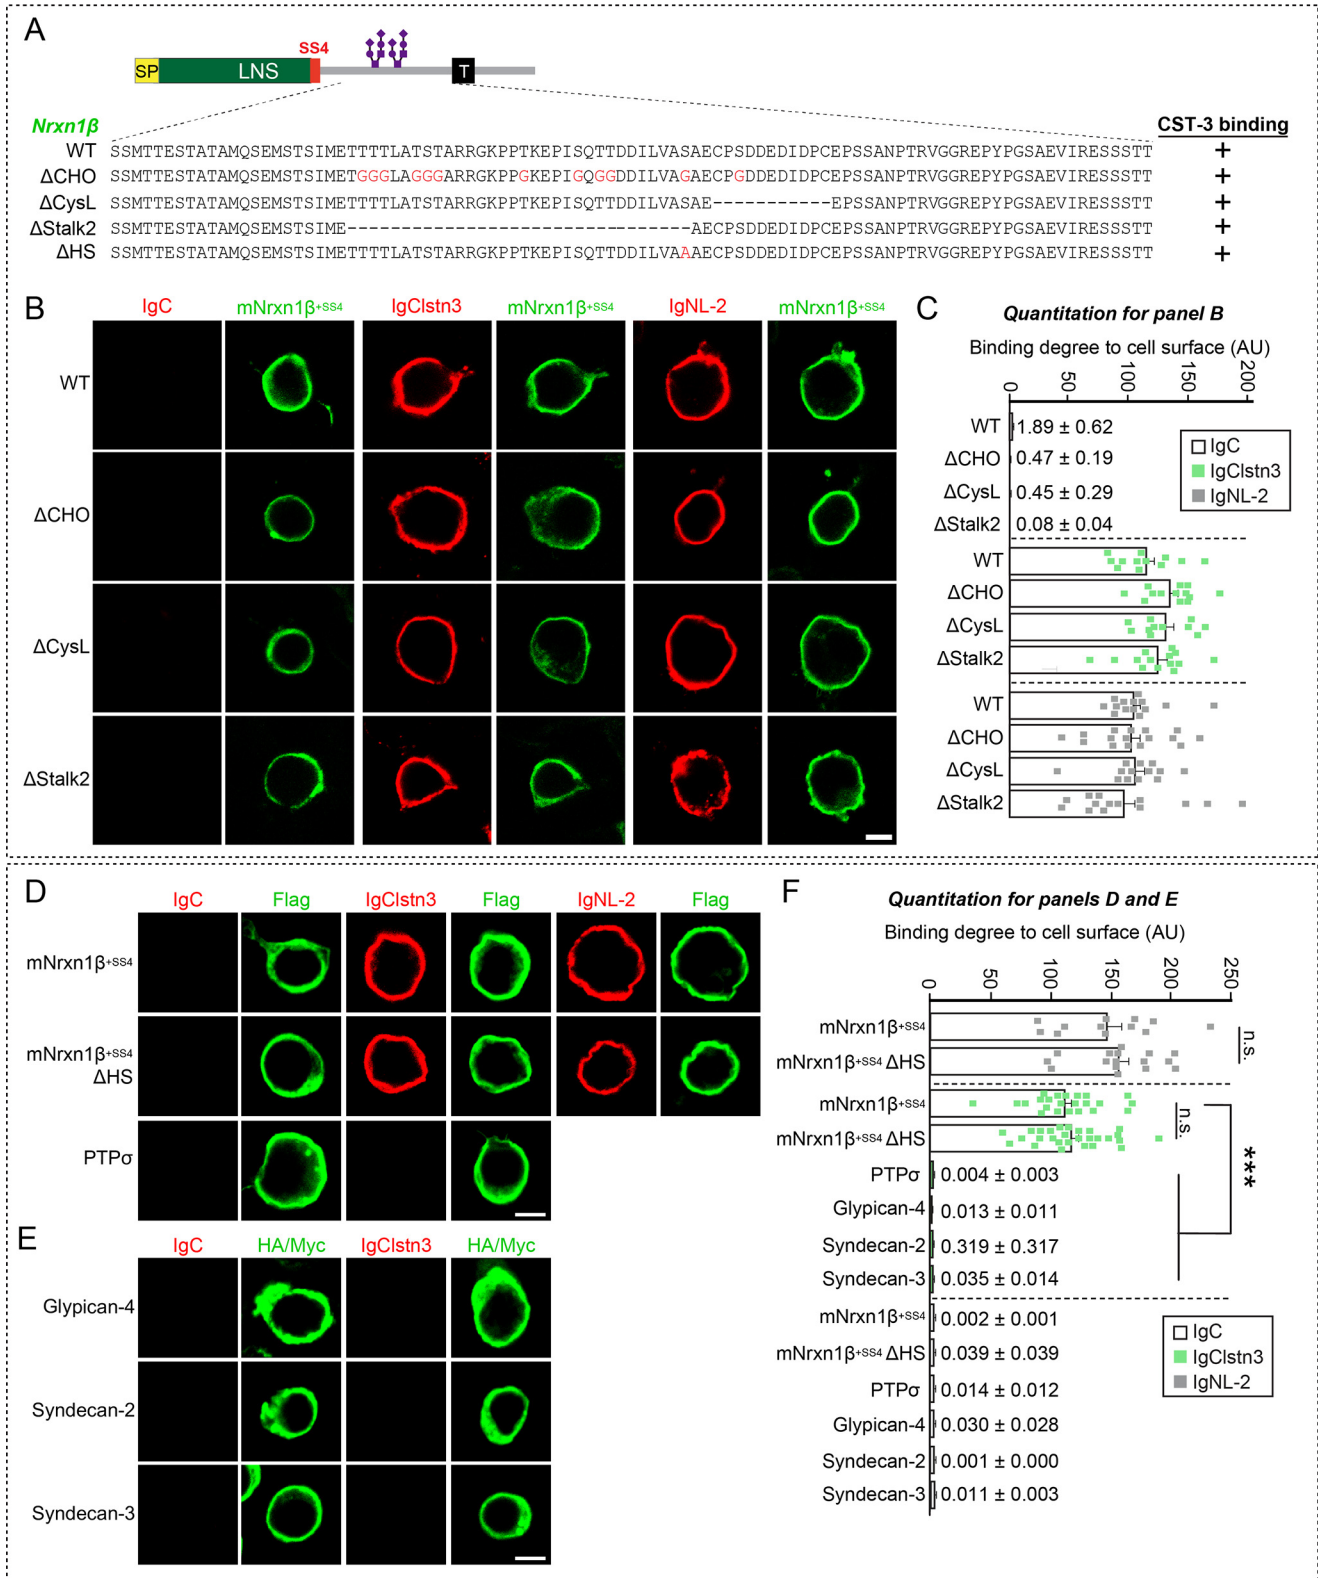 A
SS4
SP
LNS
T
Nrxn1β
CST-3 binding
WT SSMTTESTATAMQSEMSTSIMETTTTLATSTARRGKPPTKEPISQTTDDILVASAECPSDDEDIDPCEPSSANPTRVGGREPYPGSAEVIRESSSTT +
ΔCHO SSMTTESTATAMQSEMSTSIMETGGGLAGGGARRGKPPGKEPIGQGGDDILVAGAECPGDDEDIDPCEPSSANPTRVGGREPYPGSAEVIRESSSTT +
ΔCysL SSMTTESTATAMQSEMSTSIMETTTTLATSTARRGKPPTKEPISQTTDDILVASAE-----------EPSSANPTRVGGREPYPGSAEVIRESSSTT +
ΔStalk2 SSMTTESTATAMQSEMSTSIME--------------------------------AECPSDDEDIDPCEPSSANPTRVGGREPYPGSAEVIRESSSTT +
ΔHS SSMTTESTATAMQSEMSTSIMETTTTLATSTARRGKPPTKEPISQTTDDILVAAAECPSDDEDIDPCEPSSANPTRVGGREPYPGSAEVIRESSSTT +
B
IgC mNrxn1β+SS4 IgClstn3 mNrxn1β+SS4 IgNL-2 mNrxn1β+SS4
WT
ΔCHO
ΔCysL
ΔStalk2
C
Quantitation for panel B
Binding degree to cell surface (AU)
0 50 100 150 200
WT 1.89 ± 0.62
ΔCHO 0.47 ± 0.19
ΔCysL 0.45 ± 0.29
ΔStalk2 0.08 ± 0.04
IgC
IgClstn3
IgNL-2
WT
ΔCHO
ΔCysL
ΔStalk2
WT
ΔCHO
ΔCysL
ΔStalk2
D
IgC Flag IgClstn3 Flag IgNL-2 Flag
mNrxn1β+SS4
mNrxn1β+SS4
ΔHS
PTPσ
E
IgC HA/Myc IgClstn3 HA/Myc
Glypican-4
Syndecan-2
Syndecan-3
F
Quantitation for panels D and E
Binding degree to cell surface (AU)
0 50 100 150 200 250
mNrxn1β+SS4
mNrxn1β+SS4 ΔHS
n.s.
mNrxn1β+SS4
mNrxn1β+SS4 ΔHS
n.s.
***
PTPσ 0.004 ± 0.003
Glypican-4 0.013 ± 0.011
Syndecan-2 0.319 ± 0.317
Syndecan-3 0.035 ± 0.014
mNrxn1β+SS4 0.002 ± 0.001
mNrxn1β+SS4 ΔHS 0.039 ± 0.039
PTPσ 0.014 ± 0.012
Glypican-4 0.030 ± 0.028
Syndecan-2 0.001 ± 0.000
Syndecan-3 0.011 ± 0.003
IgC
IgClstn3
IgNL-2